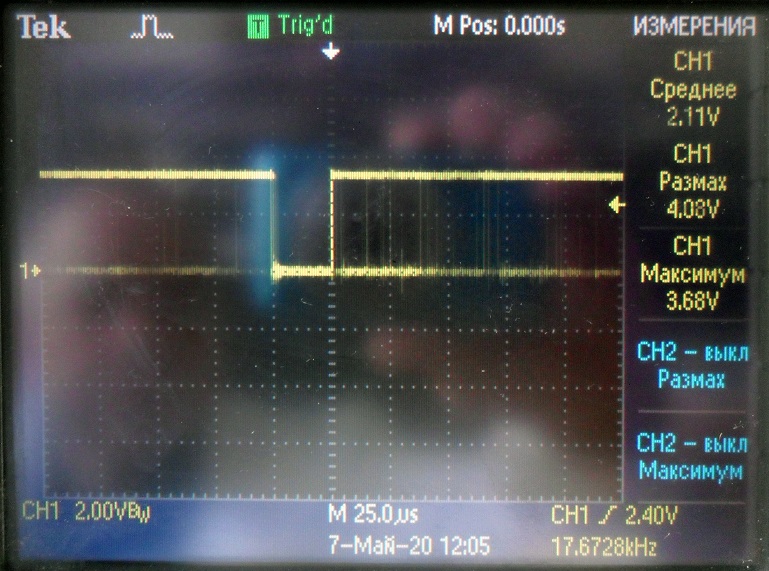 Tek
T Trig'd
M Pos: 0.000s
ИЗМЕРЕНИЯ
CH1
Среднее
2.11V
CH1
Размах
4.08V
CH1
Максимум
3.68V
CH2 – выкл
Размах
CH2 – выкл
Максимум
1
CH1 2.00VBW
M 25.0µs
CH1 2.40V
7-Май-20 12:05
17.6728kHz